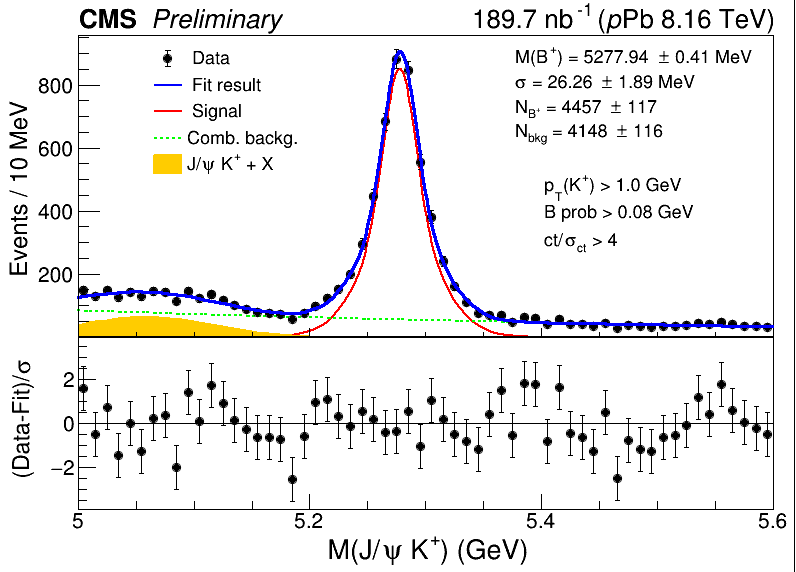 CMS Preliminary 189.7 nb⁻¹ (pPb 8.16 TeV)
Data
Fit result
Signal
Comb. backg.
J/ψ K⁺ + X
M(B⁺) = 5277.94 ± 0.41 MeV
σ = 26.26 ± 1.89 MeV
N_B⁺ = 4457 ± 117
N_bkg = 4148 ± 116
p_T(K⁺) > 1.0 GeV
B prob > 0.08 GeV
ct/σ_ct > 4
Events / 10 MeV
800
600
400
200
(Data-Fit)/σ
2
0
−2
5 5.2 5.4 5.6
M(J/ψ K⁺) (GeV)